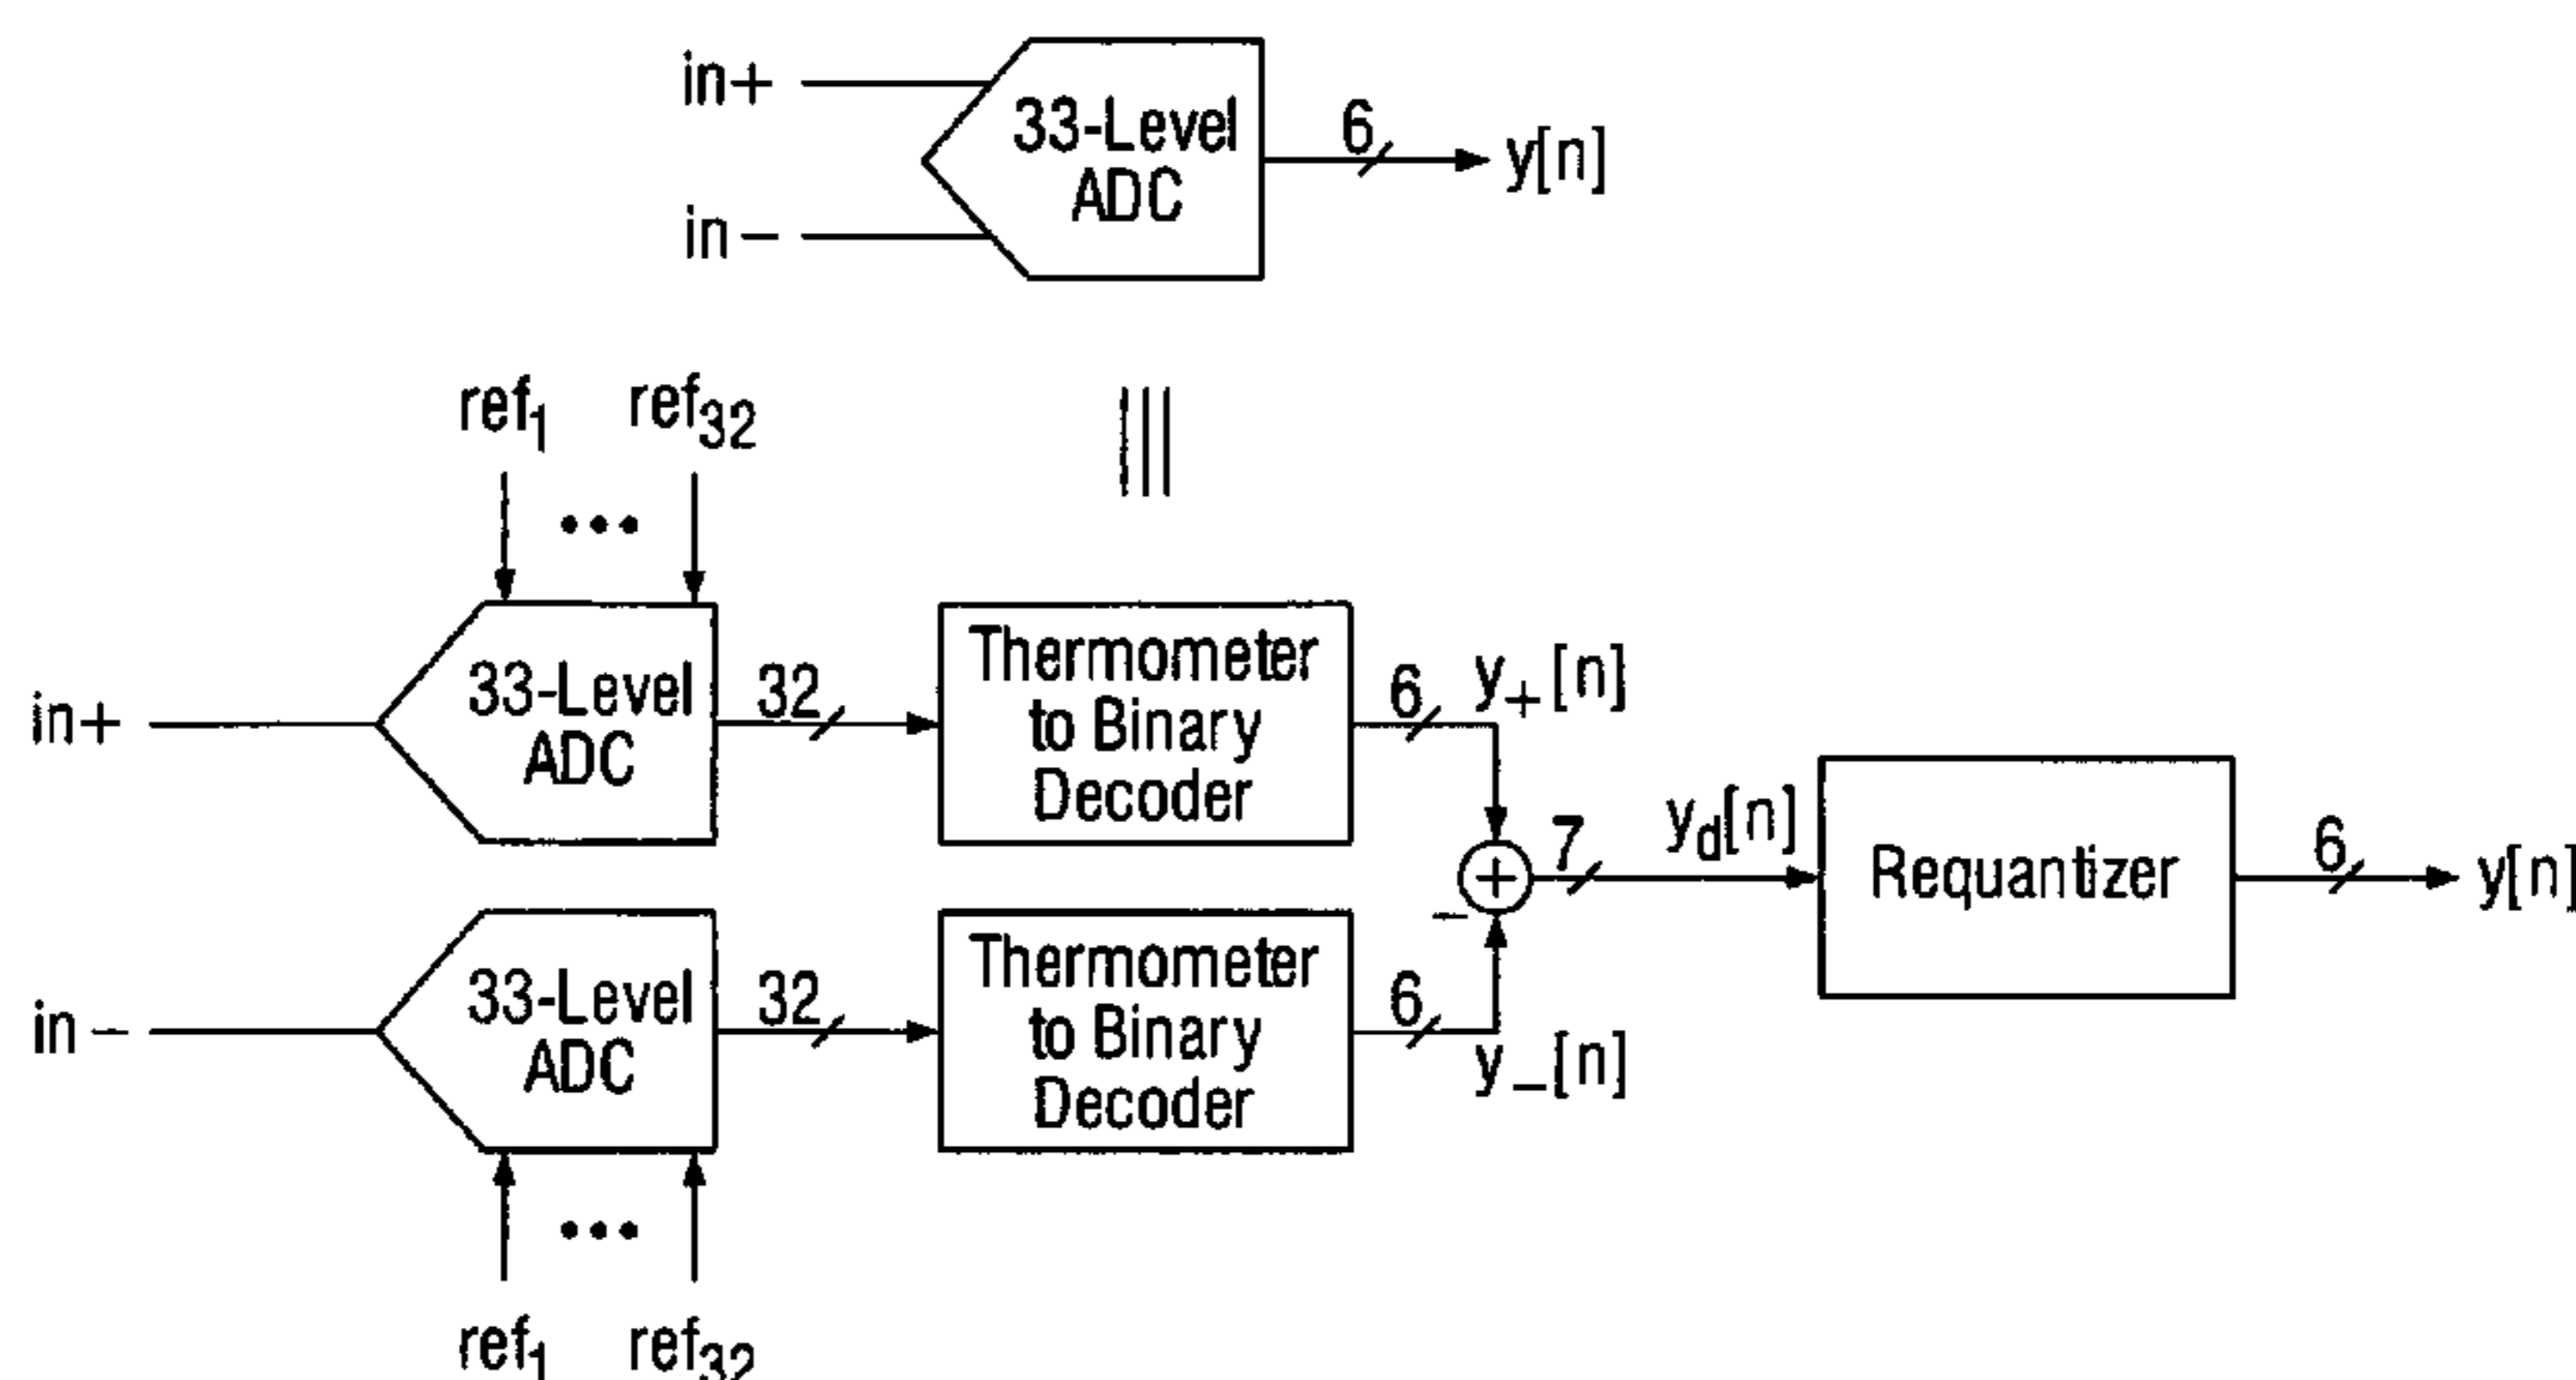 in+
33-Level
ADC
6
y[n]
in−
ref1 ••• ref32
in+
33-Level
ADC
32
Thermometer
to Binary
Decoder
6
y+[n]
in−
33-Level
ADC
32
Thermometer
to Binary
Decoder
6
y−[n]
+
−
7
yd[n]
Requantizer
6
y[n]
ref1 ••• ref32